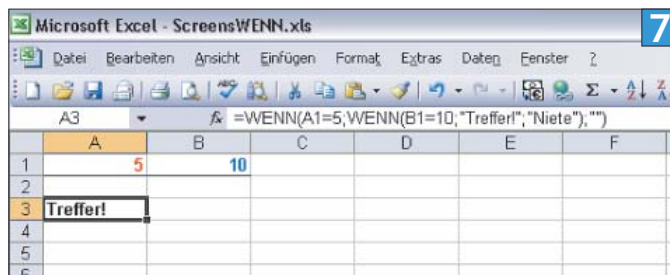 Microsoft Excel - ScreensWENN.xls
7
Datei Bearbeiten Ansicht Einfügen Format Extras Daten Fenster ?
A3 fx =WENN(A1=5;WENN(B1=10;"Treffer!";"Niete");"")
A B C D E F
1 5 10
2
3 Treffer!
4
5
6